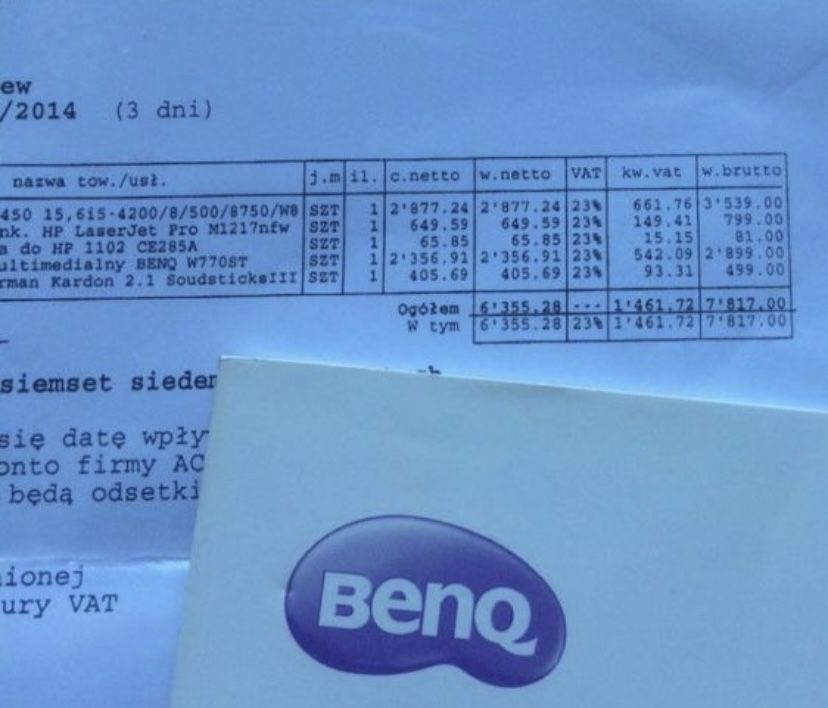 ew
/2014 (3 dni)
nazwa tow./usł. j.m il. c.netto w.netto VAT kw.vat w.brutto
450 15,6i5-4200/8/500/8750/W8 SZT 1 2'877.24 2'877.24 23% 661.76 3'539.00
nk. HP LaserJet Pro M1217nfw SZT 1 649.59 649.59 23% 149.41 799.00
a do HP 1102 CE285A SZT 1 65.85 65.85 23% 15.15 81.00
ultimedialny BENQ W770ST SZT 1 2'356.91 2'356.91 23% 542.09 2'899.00
rman Kardon 2.1 SoudsticksIII SZT 1 405.69 405.69 23% 93.31 499.00
Ogółem 6'355.28 --- 1'461.72 7'817.00
W tym 6'355.28 23% 1'461.72 7'817.00
siemset siedem
się datę wpły
onto firmy AC
będą odsetki
nionej
ury VAT
BenQ